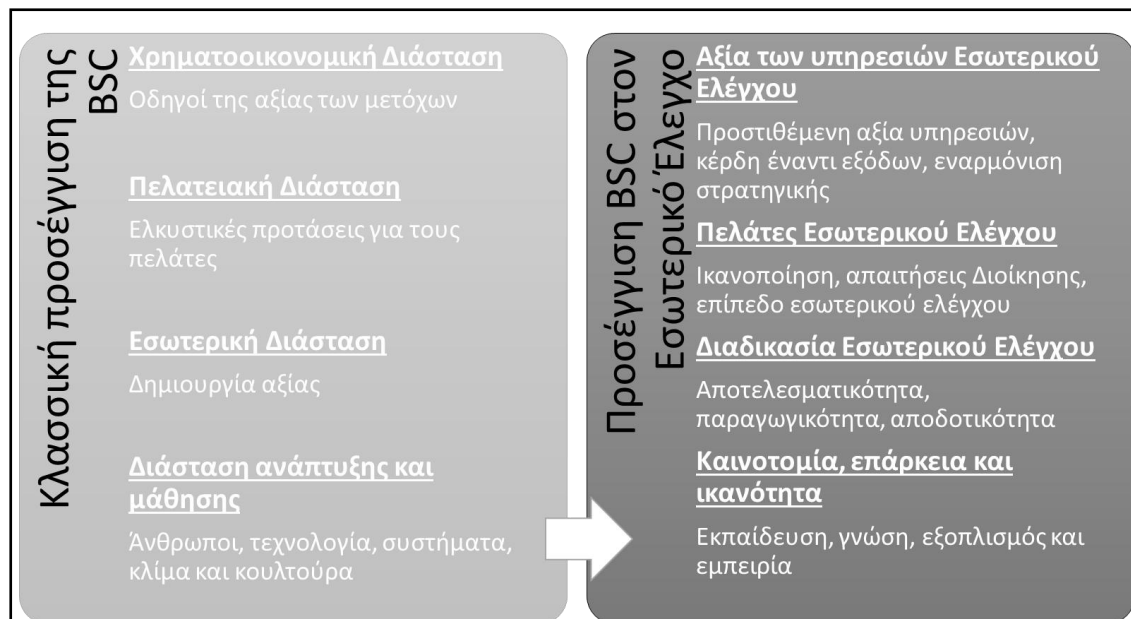 Κλασσική προσέγγιση της
BSC
Χρηματοοικονομική Διάσταση
Οδηγοί της αξίας των μετόχων
Πελατειακή Διάσταση
Ελκυστικές προτάσεις για τους
πελάτες
Εσωτερική Διάσταση
Δημιουργία αξίας
Διάσταση ανάπτυξης και
μάθησης
Άνθρωποι, τεχνολογία, συστήματα,
κλίμα και κουλτούρα
Προσέγγιση BSC στον
Εσωτερικό Έλεγχο
Αξία των υπηρεσιών Εσωτερικού
Ελέγχου
Προστιθέμενη αξία υπηρεσιών,
κέρδη έναντι εξόδων, εναρμόνιση
στρατηγικής
Πελάτες Εσωτερικού Ελέγχου
Ικανοποίηση, απαιτήσεις Διοίκησης,
επίπεδο εσωτερικού ελέγχου
Διαδικασία Εσωτερικού Ελέγχου
Αποτελεσματικότητα,
παραγωγικότητα, αποδοτικότητα
Καινοτομία, επάρκεια και
ικανότητα
Εκπαίδευση, γνώση, εξοπλισμός και
εμπειρία